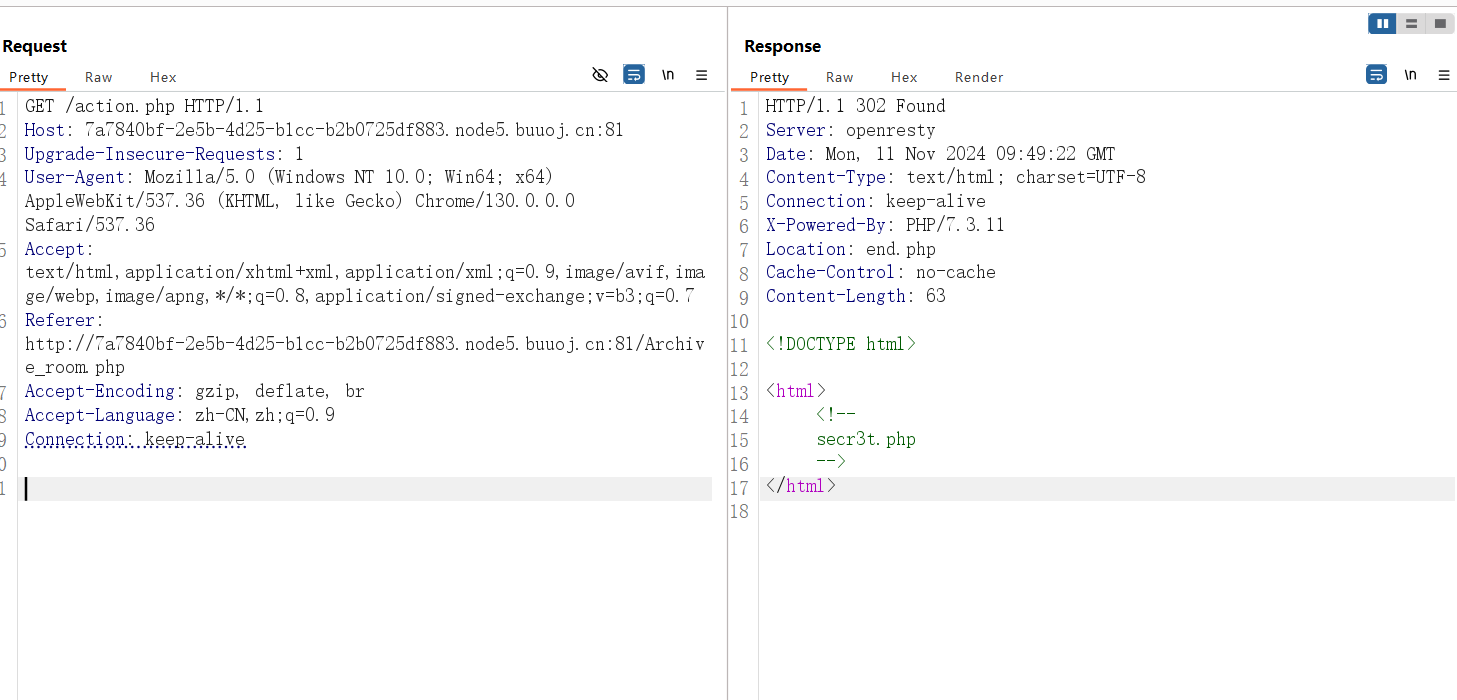 Request
Pretty Raw Hex
\n
1 GET /action.php HTTP/1.1
2 Host: 7a7840bf-2e5b-4d25-b1cc-b2b0725df883.node5.buuoj.cn:81
3 Upgrade-Insecure-Requests: 1
4 User-Agent: Mozilla/5.0 (Windows NT 10.0; Win64; x64)
AppleWebKit/537.36 (KHTML, like Gecko) Chrome/130.0.0.0
Safari/537.36
5 Accept:
text/html,application/xhtml+xml,application/xml;q=0.9,image/avif,ima
ge/webp,image/apng,*/*;q=0.8,application/signed-exchange;v=b3;q=0.7
6 Referer:
http://7a7840bf-2e5b-4d25-b1cc-b2b0725df883.node5.buuoj.cn:81/Archiv
e_room.php
7 Accept-Encoding: gzip, deflate, br
8 Accept-Language: zh-CN,zh;q=0.9
9 Connection: keep-alive
0
1
Response
Pretty Raw Hex Render
\n
1 HTTP/1.1 302 Found
2 Server: openresty
3 Date: Mon, 11 Nov 2024 09:49:22 GMT
4 Content-Type: text/html; charset=UTF-8
5 Connection: keep-alive
6 X-Powered-By: PHP/7.3.11
7 Location: end.php
8 Cache-Control: no-cache
9 Content-Length: 63
10
11 <!DOCTYPE html>
12
13 <html>
14 <!--
15 secr3t.php
16 -->
17 </html>
18